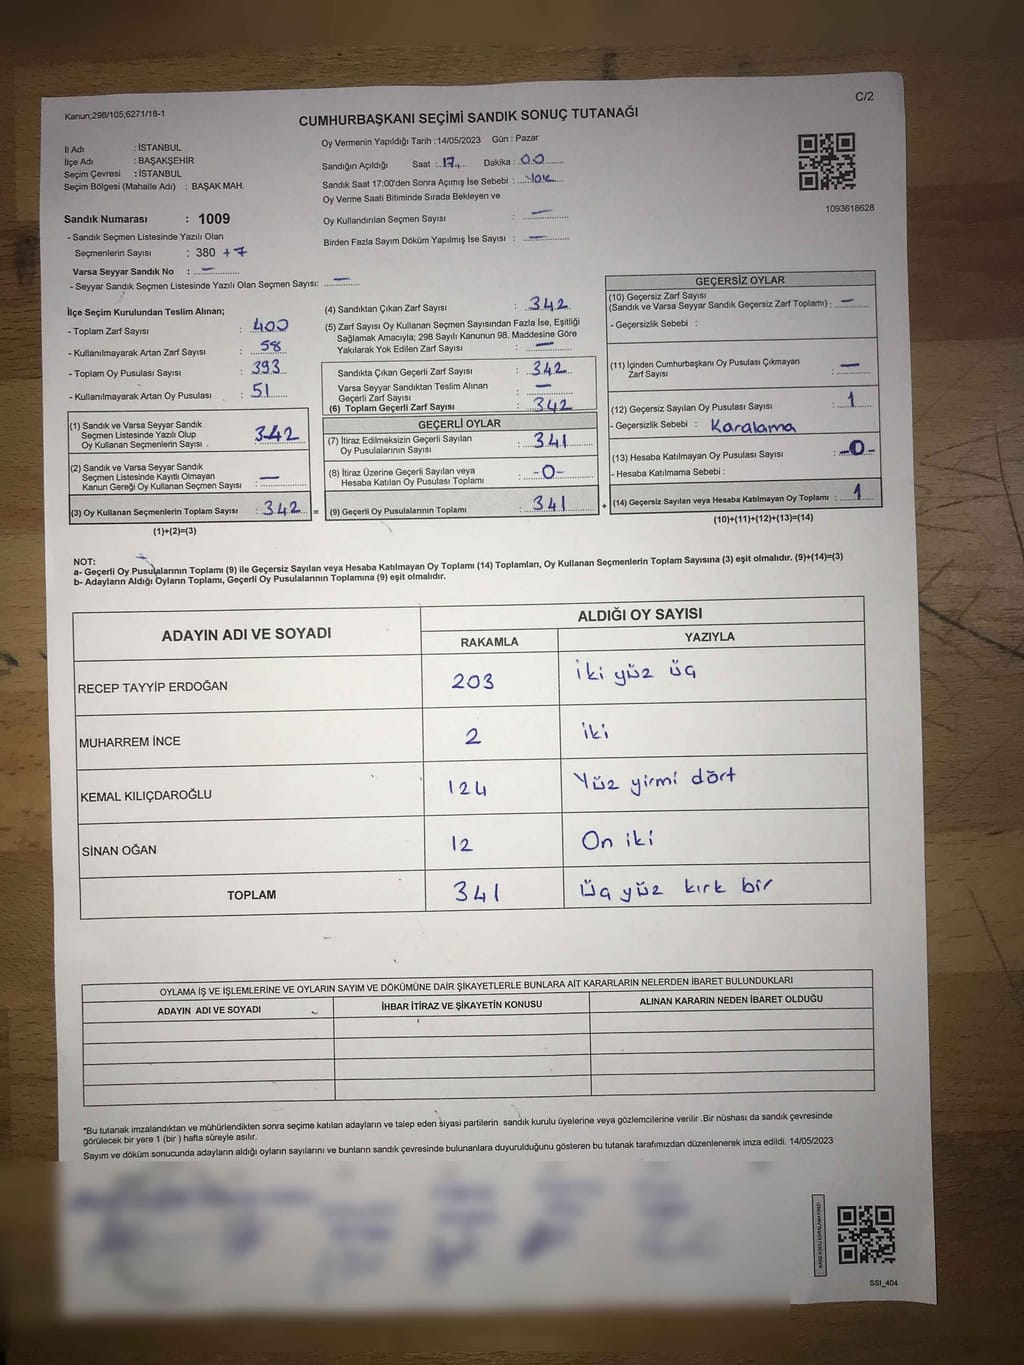 C/2
Kanun;298/105;6271/18-1
CUMHURBAŞKANI SEÇİMİ SANDIK SONUÇ TUTANAĞI
İl Adı : İSTANBUL
İlçe Adı : BAŞAKŞEHİR
Seçim Çevresi : İSTANBUL
Seçim Bölgesi (Mahalle Adı) : BAŞAK MAH.
Oy Vermenin Yapıldığı Tarih :14/05/2023 Gün : Pazar
Sandığın Açıldığı Saat :17 Dakika : 00
Sandık Saat 17:00'den Sonra Açımış İse Sebebi : Yok
Oy Verme Saati Bitiminde Sırada Bekleyen ve
Oy Kullandırılan Seçmen Sayısı : —
Birden Fazla Sayım Döküm Yapılmış İse Sayısı : —
1093618628
Sandık Numarası : 1009
- Sandık Seçmen Listesinde Yazılı Olan
Seçmenlerin Sayısı : 380 +7
Varsa Seyyar Sandık No : —
- Seyyar Sandık Seçmen Listesinde Yazılı Olan Seçmen Sayısı: —
İlçe Seçim Kurulundan Teslim Alınan;
- Toplam Zarf Sayısı : 400
- Kullanılmayarak Artan Zarf Sayısı : 58
- Toplam Oy Pusulası Sayısı : 393
- Kullanılmayarak Artan Oy Pusulası : 51
(1) Sandık ve Varsa Seyyar Sandık
Seçmen Listesinde Yazılı Olup
Oy Kullanan Seçmenlerin Sayısı : 342
(2) Sandık ve Varsa Seyyar Sandık
Seçmen Listesinde Kayıtlı Olmayan
Kanun Gereği Oy Kullanan Seçmen Sayısı : —
(3) Oy Kullanan Seçmenlerin Toplam Sayısı : 342 =
(1)+(2)=(3)
(4) Sandıktan Çıkan Zarf Sayısı : 342
(5) Zarf Sayısı Oy Kullanan Seçmen Sayısından Fazla İse, Eşitliği
Sağlamak Amacıyla; 298 Sayılı Kanunun 98. Maddesine Göre
Yakılarak Yok Edilen Zarf Sayısı : —
Sandıkta Çıkan Geçerli Zarf Sayısı : 342
Varsa Seyyar Sandıktan Teslim Alınan
Geçerli Zarf Sayısı : —
(6) Toplam Geçerli Zarf Sayısı : 342
GEÇERLİ OYLAR
(7) İtiraz Edilmeksizin Geçerli Sayılan
Oy Pusulalarının Sayısı : 341
(8) İtiraz Üzerine Geçerli Sayılan veya
Hesaba Katılan Oy Pusulası Toplamı : -0-
(9) Geçerli Oy Pusulalarının Toplamı : 341 +
GEÇERSİZ OYLAR
(10) Geçersiz Zarf Sayısı
(Sandık ve Varsa Seyyar Sandık Geçersiz Zarf Toplamı) : —
- Geçersizlik Sebebi :
(11) İçinden Cumhurbaşkanı Oy Pusulası Çıkmayan
Zarf Sayısı : —
(12) Geçersiz Sayılan Oy Pusulası Sayısı : 1
- Geçersizlik Sebebi : Karalama
(13) Hesaba Katılmayan Oy Pusulası Sayısı : -0-
- Hesaba Katılmama Sebebi :
(14) Geçersiz Sayılan veya Hesaba Katılmayan Oy Toplamı : 1
(10)+(11)+(12)+(13)=(14)
NOT:
a- Geçerli Oy Pusulalarının Toplamı (9) ile Geçersiz Sayılan veya Hesaba Katılmayan Oy Toplamı (14) Toplamları, Oy Kullanan Seçmenlerin Toplam Sayısına (3) eşit olmalıdır. (9)+(14)=(3)
b- Adayların Aldığı Oyların Toplamı, Geçerli Oy Pusulalarının Toplamına (9) eşit olmalıdır.
ADAYIN ADI VE SOYADI ALDIĞI OY SAYISI
RAKAMLA YAZIYLA
RECEP TAYYİP ERDOĞAN 203 iki yüz üç
MUHARREM İNCE 2 iki
KEMAL KILIÇDAROĞLU 124 Yüz yirmi dört
SİNAN OĞAN 12 On iki
TOPLAM 341 üç yüz kırk bir
OYLAMA İŞ VE İŞLEMLERİNE VE OYLARIN SAYIM VE DÖKÜMÜNE DAİR ŞİKAYETLERLE BUNLARA AİT KARARLARIN NELERDEN İBARET BULUNDUKLARI
ADAYIN ADI VE SOYADI İHBAR İTİRAZ VE ŞİKAYETİN KONUSU ALINAN KARARIN NEDEN İBARET OLDUĞU
*Bu tutanak imzalandıktan ve mühürlendikten sonra seçime katılan adayların ve talep eden siyasi partilerin sandık kurulu üyelerine veya gözlemcilerine verilir .Bir nüshası da sandık çevresinde
görülecek bir yere 1 (bir ) hafta süreyle asılır.
Sayım ve döküm sonucunda adayların aldığı oyların sayılarını ve bunların sandık çevresinde bulunanlara duyurulduğunu gösteren bu tutanak tarafımızdan düzenlenerek imza edildi. 14/05/2023
SSI_404